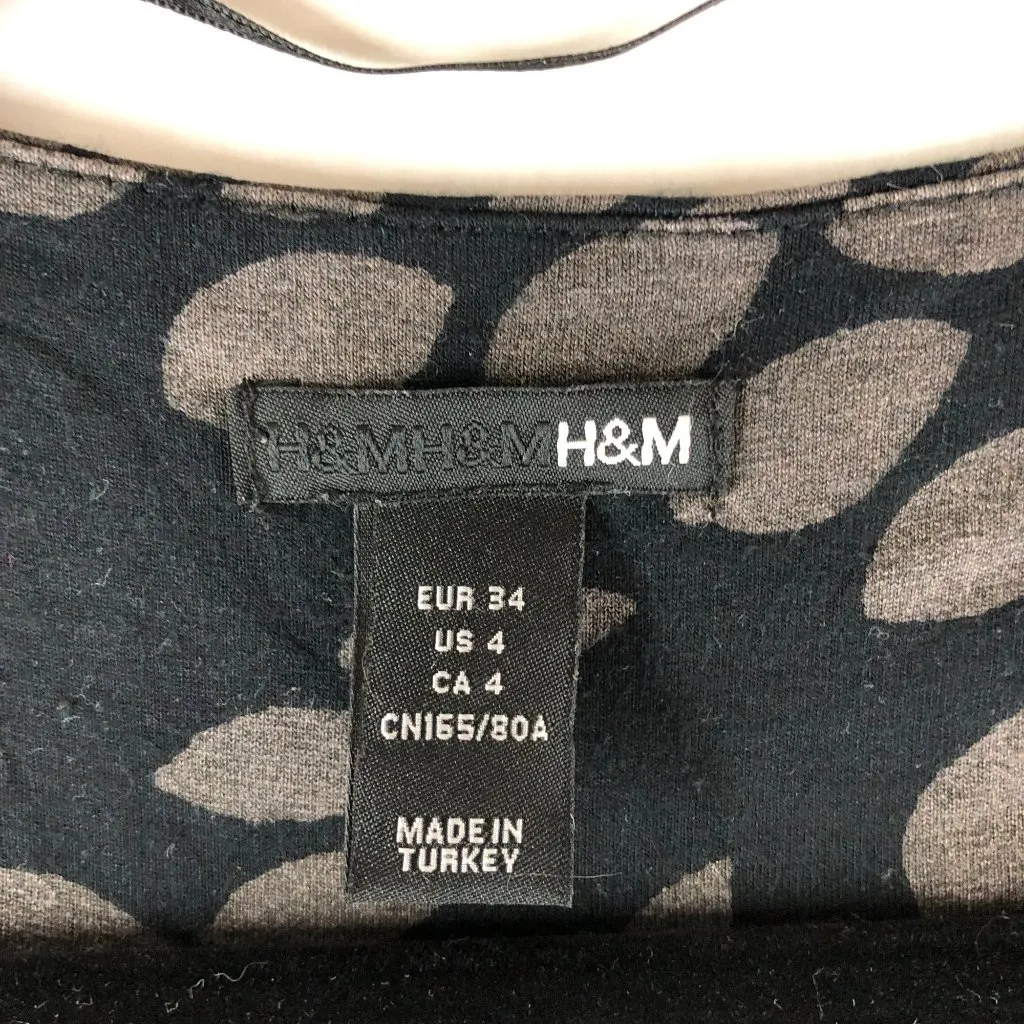 H&MH&MH&M
EUR 34
US 4
CA 4
CN165/80A
MADE IN
TURKEY